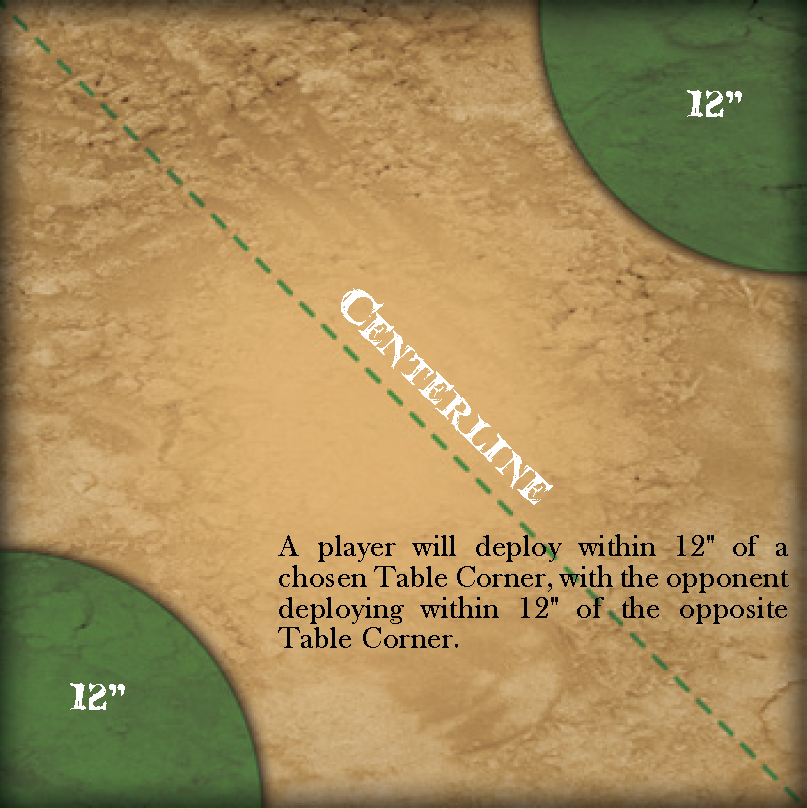 12”
CENTERLINE
A player will deploy within 12" of a
chosen Table Corner, with the opponent
deploying within 12" of the opposite
Table Corner.
12”